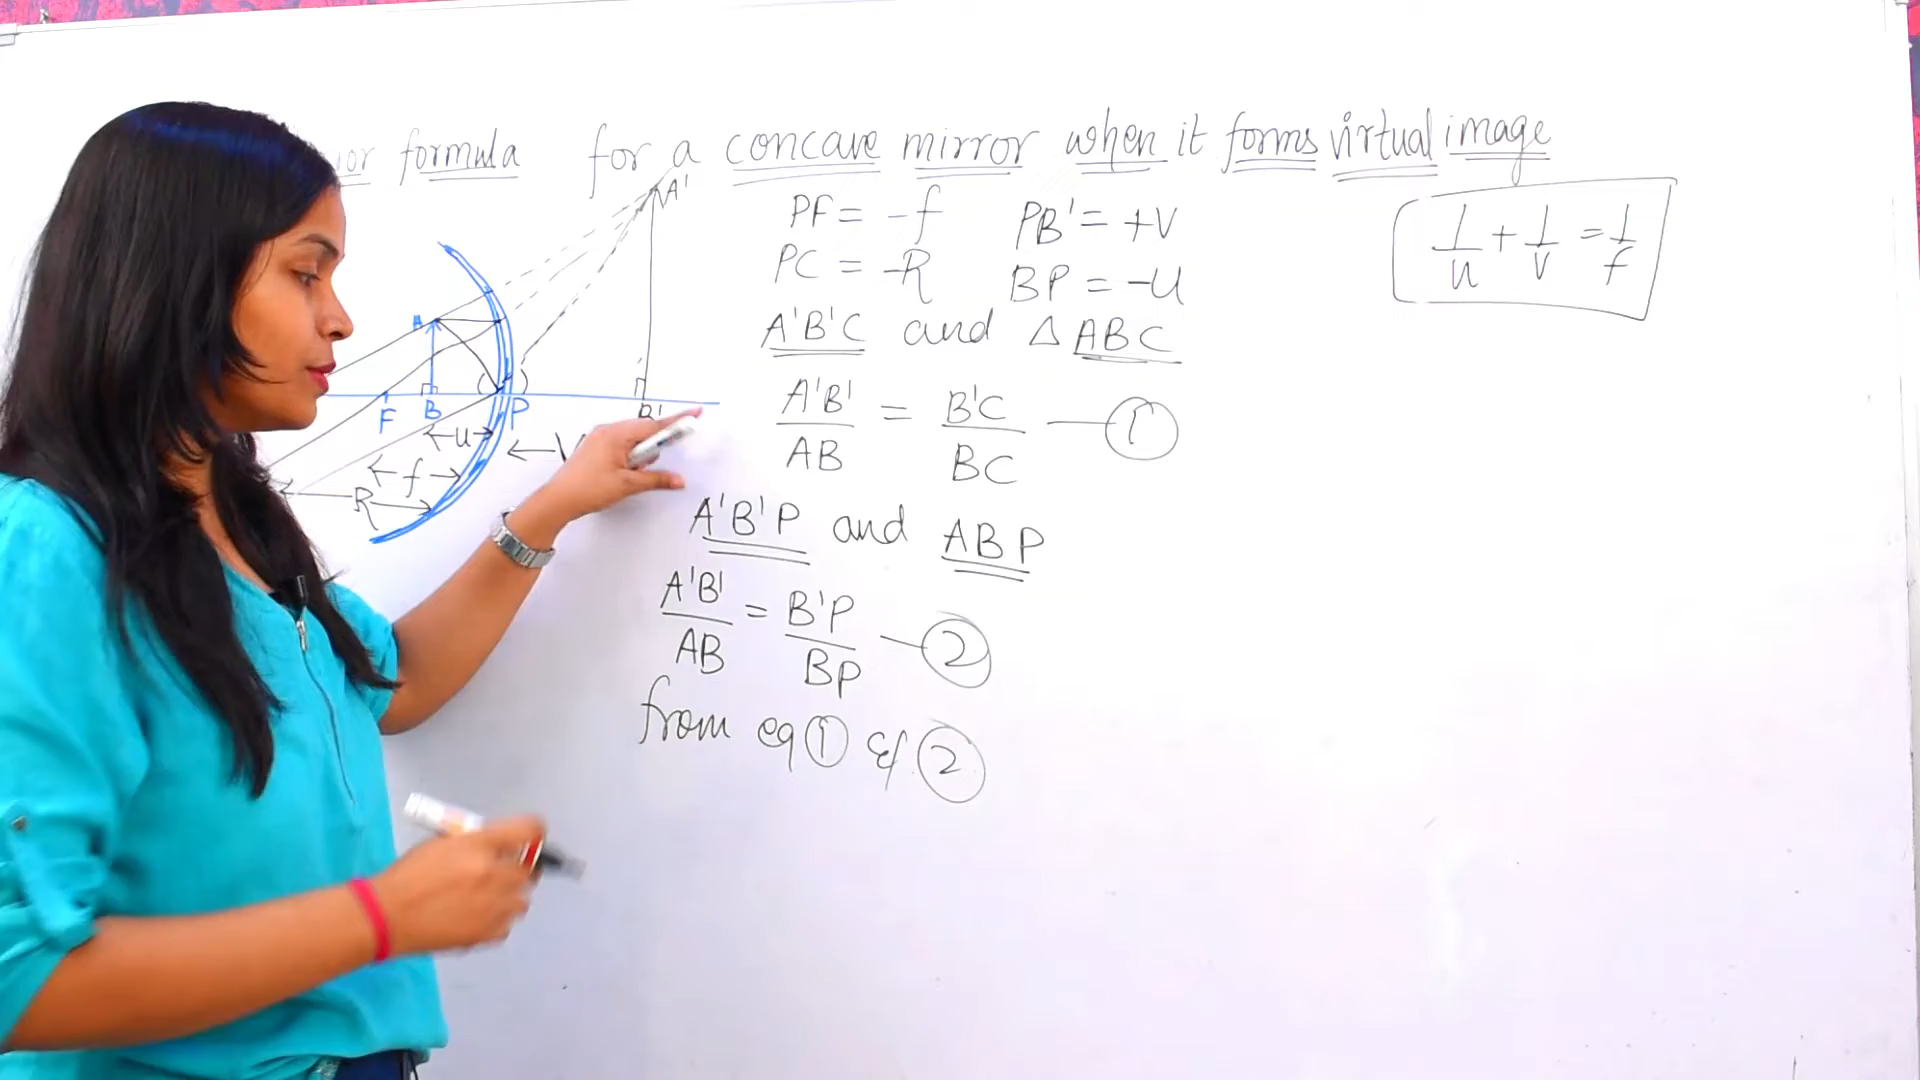 formula for a concave mirror when it forms virtual image
PF = -f PB' = +V
PC = -R BP = -U
A'B'C and △ ABC
A'B'/AB = B'C/BC — ①
A'B'P and ABP
A'B'/AB = B'P/BP — ②
from eq ① & ②
1/u + 1/v = 1/f
A'
A
F B P B'
u
f
R